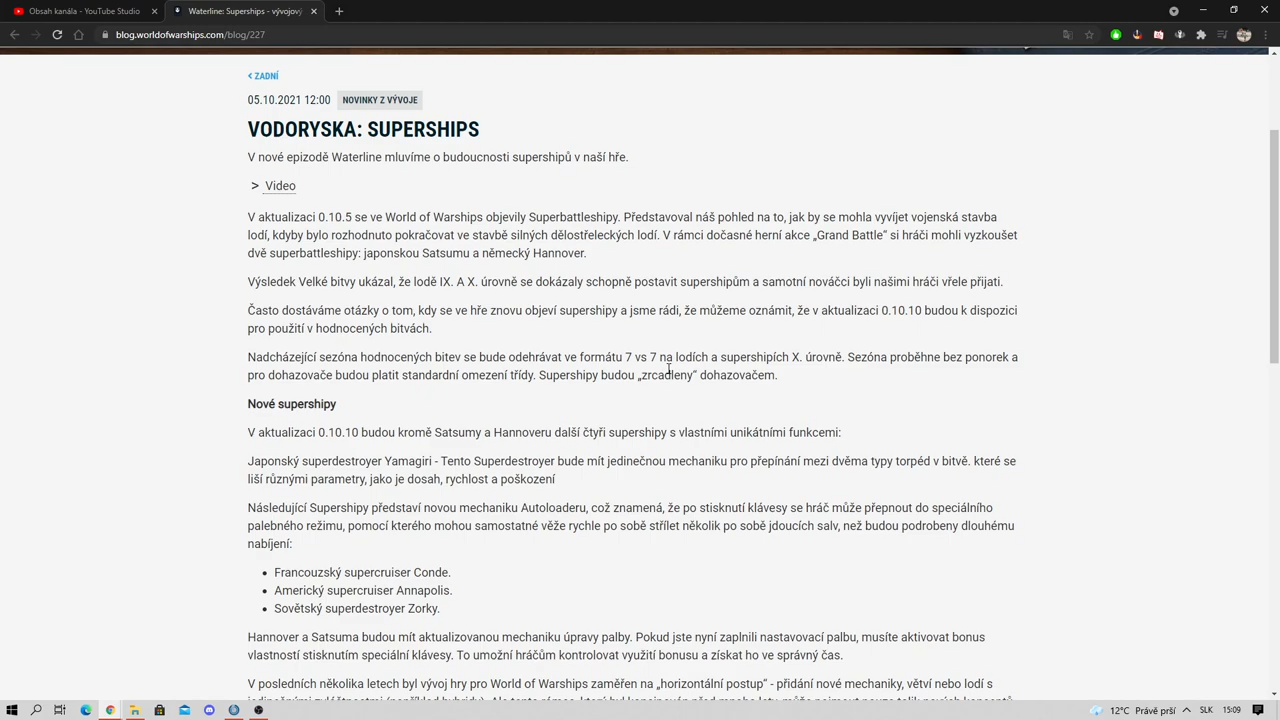 Obsah kanála - YouTube Studio
Waterline: Superships - vývojový
blog.worldofwarships.com/blog/227
< ZADNÍ
05.10.2021 12:00 NOVINKY Z VÝVOJE
VODORYSKA: SUPERSHIPS
V nové epizodě Waterline mluvíme o budoucnosti supershipů v naší hře.
> Video
V aktualizaci 0.10.5 se ve World of Warships objevily Superbattleshipy. Představoval náš pohled na to, jak by se mohla vyvíjet vojenská stavba
lodí, kdyby bylo rozhodnuto pokračovat ve stavbě silných dělostřeleckých lodí. V rámci dočasné herní akce „Grand Battle“ si hráči mohli vyzkoušet
dvě superbattleshipy: japonskou Satsumu a německý Hannover.
Výsledek Velké bitvy ukázal, že lodě IX. A X. úrovně se dokázaly schopně postavit supershipům a samotní nováčci byli našimi hráči vřele přijati.
Často dostáváme otázky o tom, kdy se ve hře znovu objeví supershipy a jsme rádi, že můžeme oznámit, že v aktualizaci 0.10.10 budou k dispozici
pro použití v hodnocených bitvách.
Nadcházející sezóna hodnocených bitev se bude odehrávat ve formátu 7 vs 7 na lodích a supershipích X. úrovně. Sezóna proběhne bez ponorek a
pro dohazovače budou platit standardní omezení třídy. Supershipy budou „zrcadleny“ dohazovačem.
Nové supershipy
V aktualizaci 0.10.10 budou kromě Satsumy a Hannoveru další čtyři supershipy s vlastními unikátními funkcemi:
Japonský superdestroyer Yamagiri - Tento Superdestroyer bude mít jedinečnou mechaniku pro přepínání mezi dvěma typy torpéd v bitvě. které se
liší různými parametry, jako je dosah, rychlost a poškození
Následující Supershipy představí novou mechaniku Autoloaderu, což znamená, že po stisknutí klávesy se hráč může přepnout do speciálního
palebného režimu, pomocí kterého mohou samostatné věže rychle po sobě střílet několik po sobě jdoucích salv, než budou podrobeny dlouhému
nabíjení:
• Francouzský supercruiser Conde.
• Americký supercruiser Annapolis.
• Sovětský superdestroyer Zorky.
Hannover a Satsuma budou mít aktualizovanou mechaniku úpravy palby. Pokud jste nyní zaplnili nastavovací palbu, musíte aktivovat bonus
vlastností stisknutím speciální klávesy. To umožní hráčům kontrolovat využití bonusu a získat ho ve správný čas.
V posledních několika letech byl vývoj hry pro World of Warships zaměřen na „horizontální postup“ - přidání nové mechaniky, větví nebo lodí s
12°C Právě prší SLK 15:09